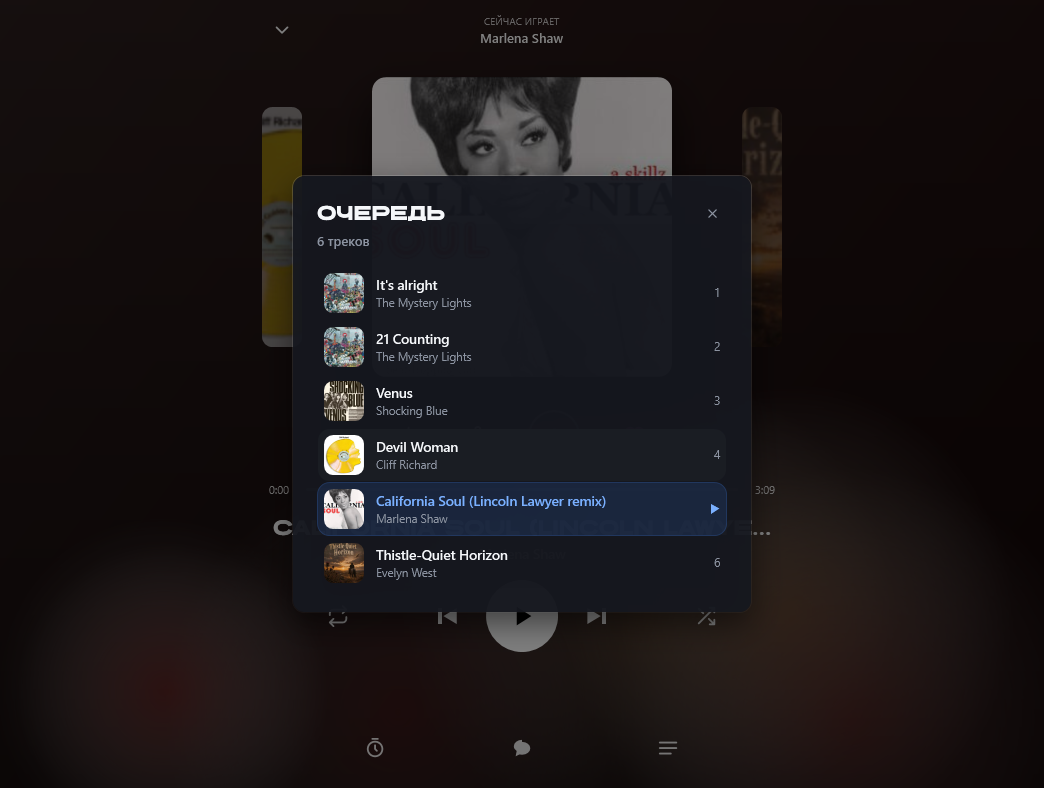 СЕЙЧАС ИГРАЕТ
Marlena Shaw
a skillz
ОЧЕРЕДЬ
6 треков
It's alright
The Mystery Lights
1
21 Counting
The Mystery Lights
2
Venus
Shocking Blue
3
Devil Woman
Cliff Richard
4
California Soul (Lincoln Lawyer remix)
Marlena Shaw
Thistle-Quiet Horizon
Evelyn West
6
0:00
3:09